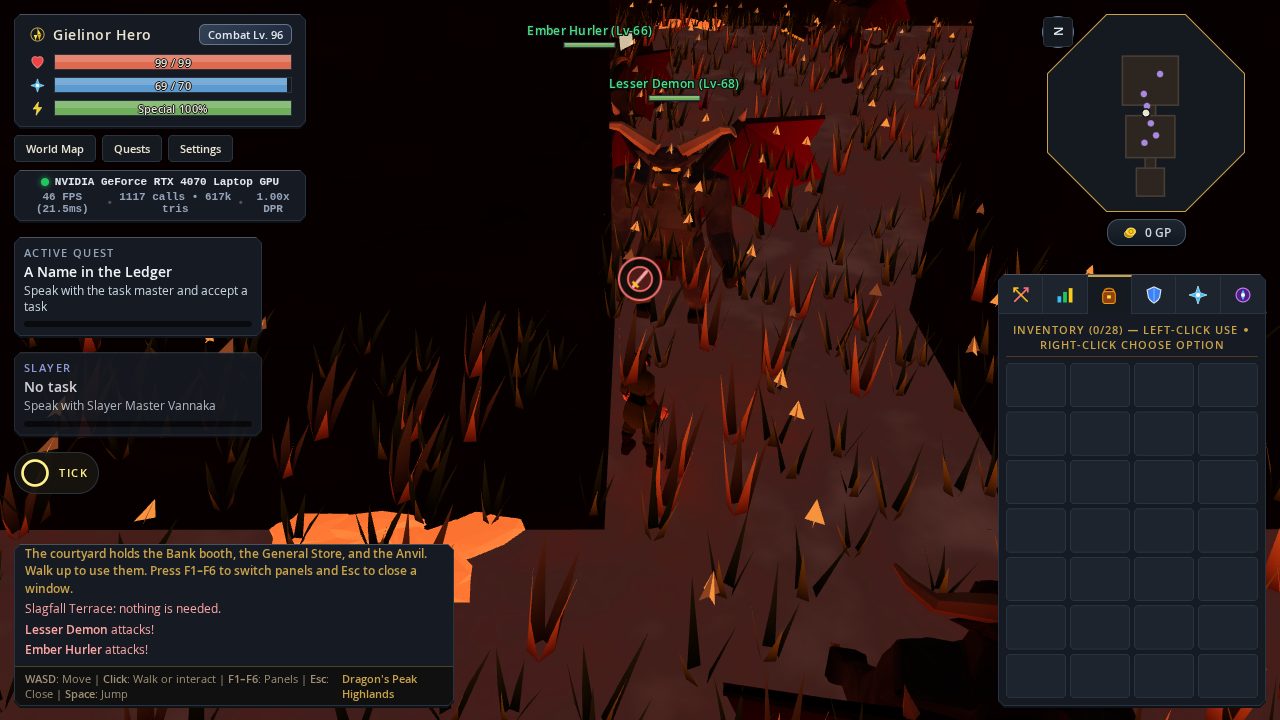 Gielinor Hero
Combat Lv. 96
99 / 99
69 / 70
Special 100%
World Map
Quests
Settings
NVIDIA GeForce RTX 4070 Laptop GPU
46 FPS (21.5ms) • 1117 calls • 617k tris • 1.00x DPR
ACTIVE QUEST
A Name in the Ledger
Speak with the task master and accept a
task
SLAYER
No task
Speak with Slayer Master Vannaka
TICK
The courtyard holds the Bank booth, the General Store, and the Anvil.
Walk up to use them. Press F1–F6 to switch panels and Esc to close a
window.
Slagfall Terrace: nothing is needed.
Lesser Demon attacks!
Ember Hurler attacks!
WASD: Move | Click: Walk or interact | F1–F6: Panels | Esc:
Close | Space: Jump
Dragon's Peak
Highlands
Ember Hurler (Lv-66)
Lesser Demon (Lv-68)
N
0 GP
INVENTORY (0/28) — LEFT-CLICK USE •
RIGHT-CLICK CHOOSE OPTION